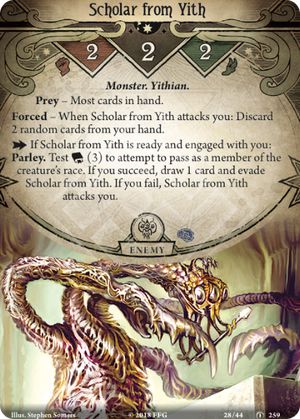 Scholar from Yith
2 2 2
Monster. Yithian.
Prey – Most cards in hand.
Forced – When Scholar from Yith attacks you: Discard
2 random cards from your hand.
If Scholar from Yith is ready and engaged with you:
Parley. Test (3) to attempt to pass as a member of the
creature's race. If you succeed, draw 1 card and evade
Scholar from Yith. If you fail, Scholar from Yith
attacks you.
ENEMY
Illus. Stephen Somers © 2018 FFG 28/44 259